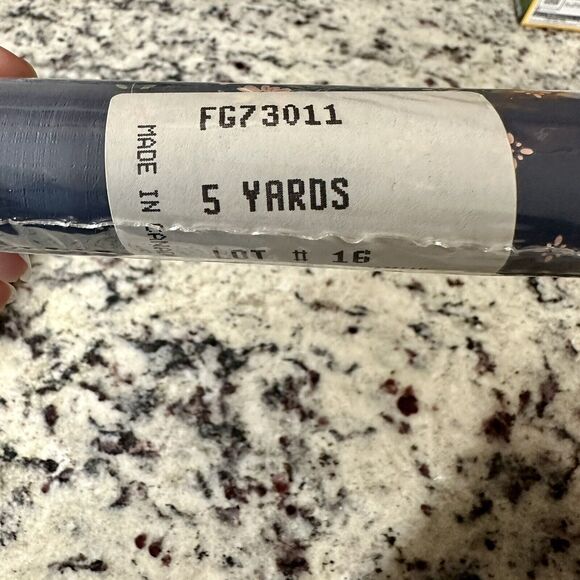 FG73011
5 YARDS
LOT # 16
MADE IN